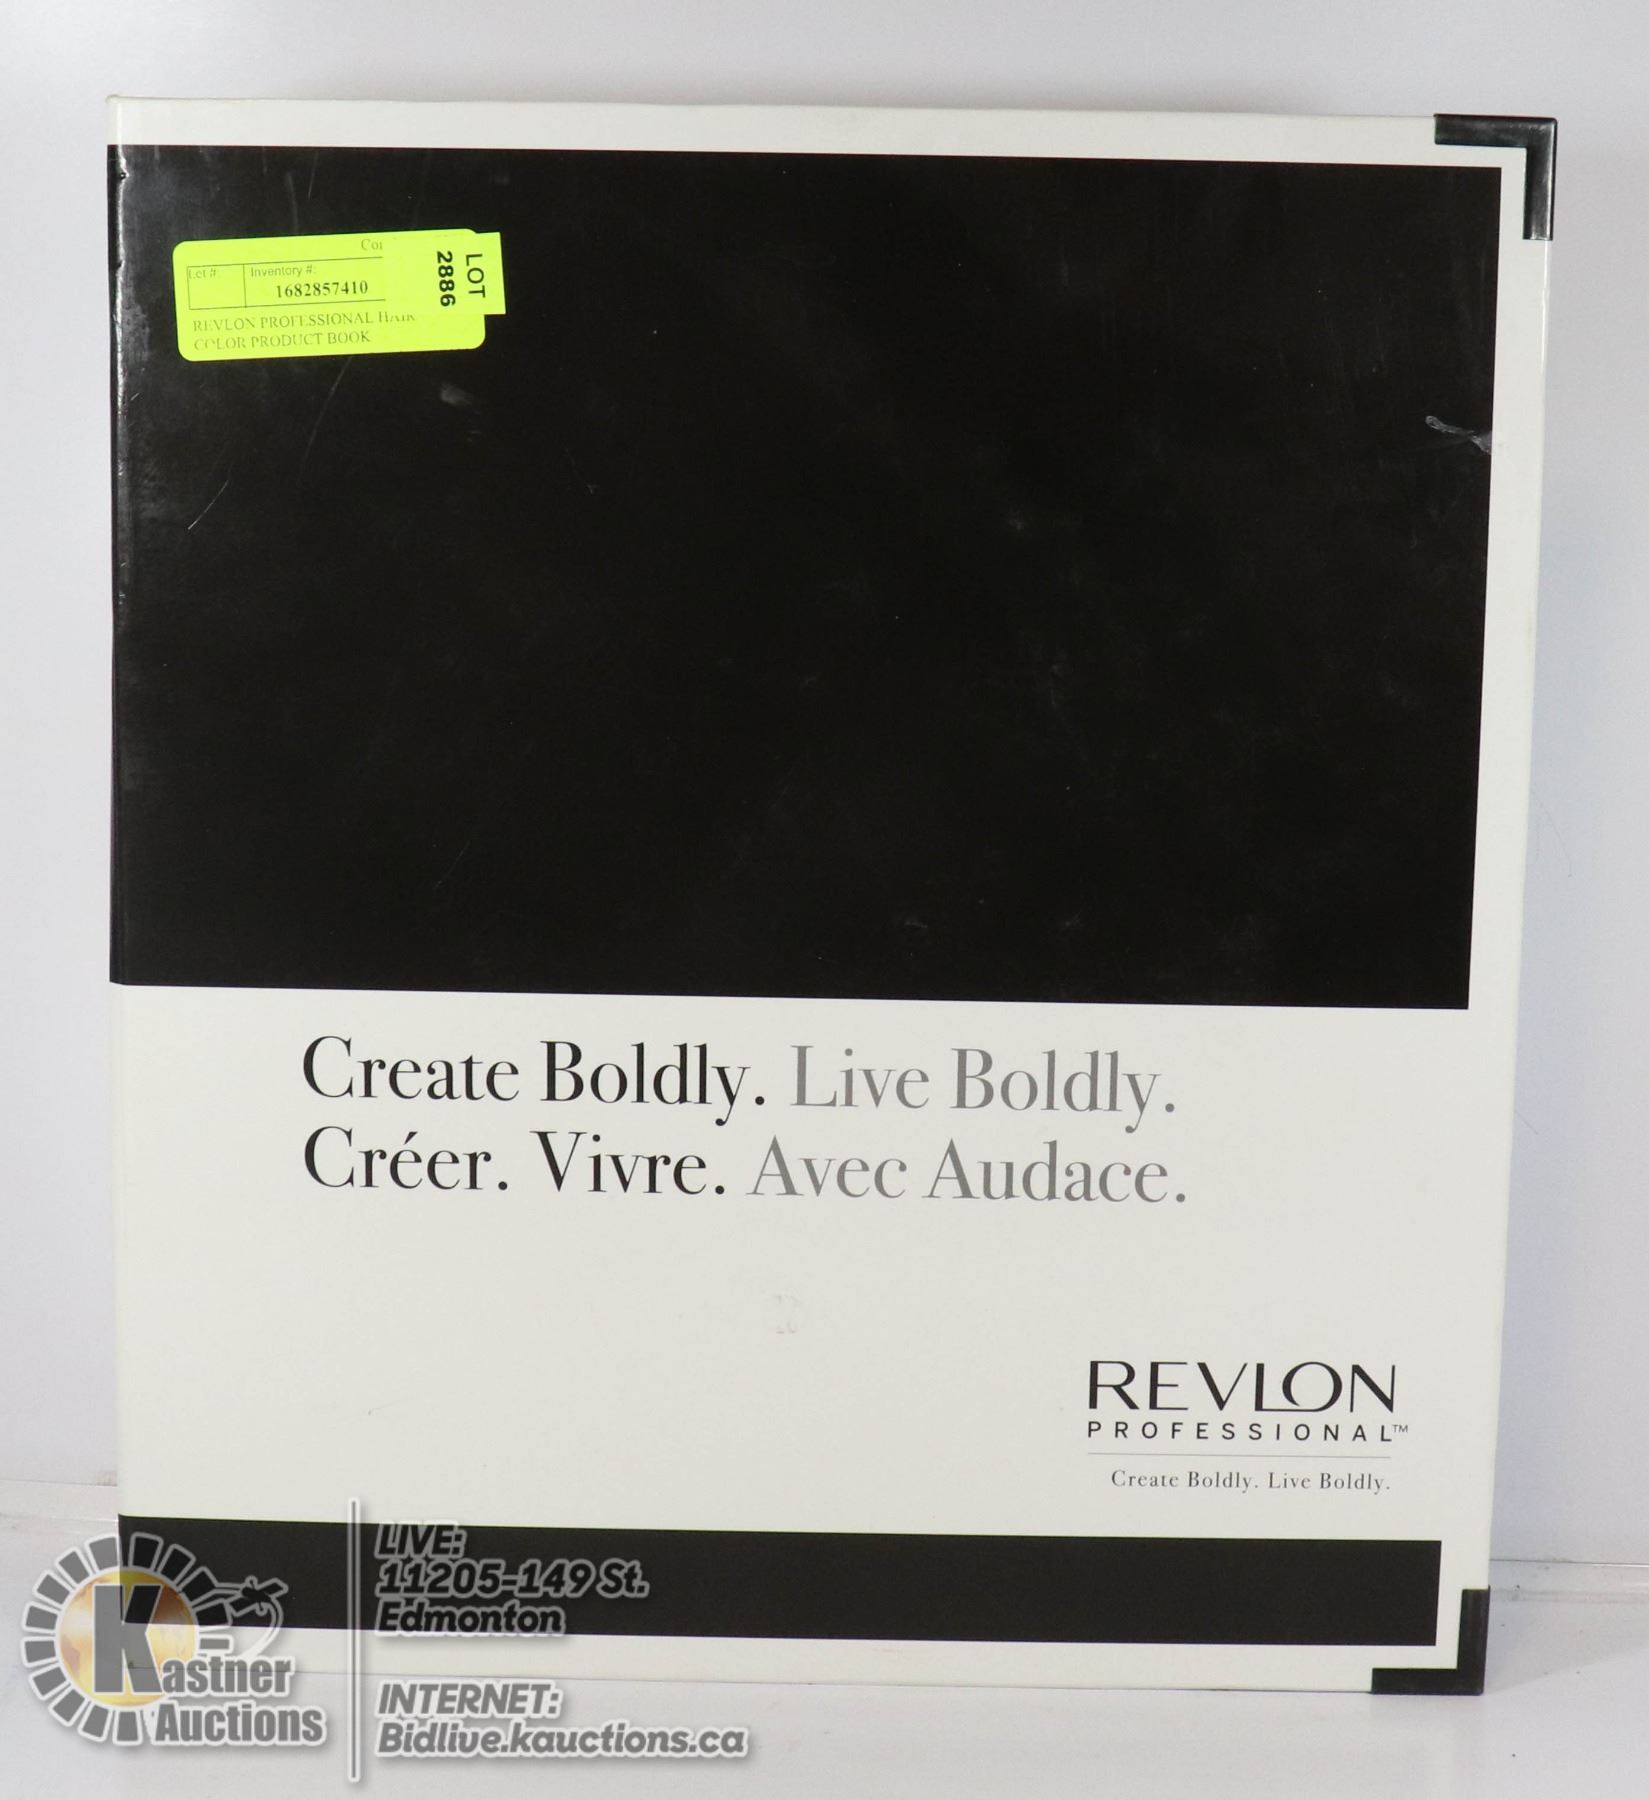 Lot #:
Inventory #:
1682857410
REVLON PROFESSIONAL HAIR
COLOR PRODUCT BOOK
LOT
2886
Create Boldly. Live Boldly.
Créer. Vivre. Avec Audace.
REVLON
PROFESSIONAL™
Create Boldly. Live Boldly.
Kastner
Auctions
LIVE:
11205-149 St.
Edmonton
INTERNET:
Bidlive.kauctions.ca